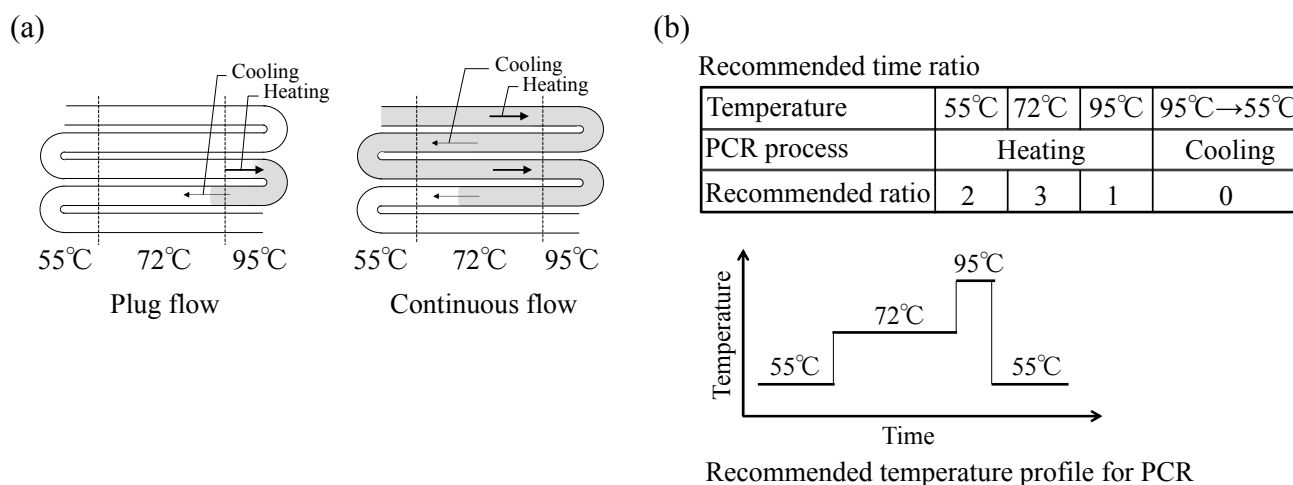 (a)
Cooling
Heating
55℃ 72℃ 95℃
Plug flow
Cooling
Heating
55℃ 72℃ 95℃
Continuous flow
(b)
Recommended time ratio
Temperature 55℃ 72℃ 95℃ 95℃→55℃
PCR process Heating Cooling
Recommended ratio 2 3 1 0
Temperature
95℃
72℃
55℃ 55℃
Time
Recommended temperature profile for PCR